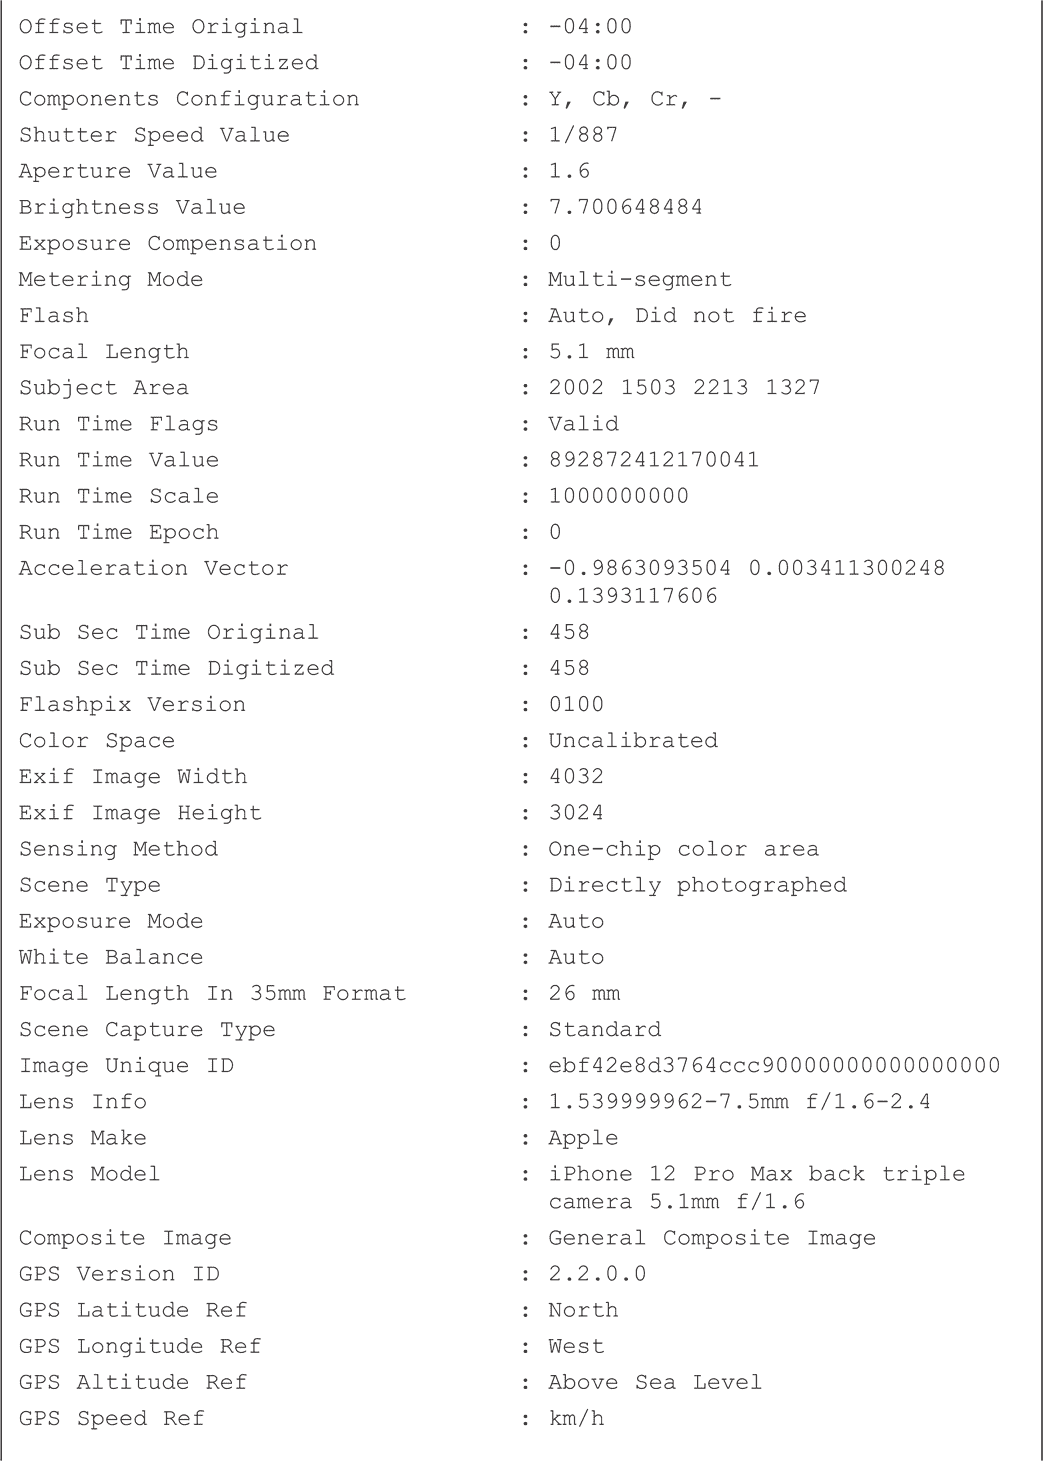 Offset Time Original : -04:00
Offset Time Digitized : -04:00
Components Configuration : Y, Cb, Cr, -
Shutter Speed Value : 1/887
Aperture Value : 1.6
Brightness Value : 7.700648484
Exposure Compensation : 0
Metering Mode : Multi-segment
Flash : Auto, Did not fire
Focal Length : 5.1 mm
Subject Area : 2002 1503 2213 1327
Run Time Flags : Valid
Run Time Value : 892872412170041
Run Time Scale : 1000000000
Run Time Epoch : 0
Acceleration Vector : -0.9863093504 0.003411300248
0.1393117606
Sub Sec Time Original : 458
Sub Sec Time Digitized : 458
Flashpix Version : 0100
Color Space : Uncalibrated
Exif Image Width : 4032
Exif Image Height : 3024
Sensing Method : One-chip color area
Scene Type : Directly photographed
Exposure Mode : Auto
White Balance : Auto
Focal Length In 35mm Format : 26 mm
Scene Capture Type : Standard
Image Unique ID : ebf42e8d3764ccc90000000000000000
Lens Info : 1.539999962-7.5mm f/1.6-2.4
Lens Make : Apple
Lens Model : iPhone 12 Pro Max back triple
camera 5.1mm f/1.6
Composite Image : General Composite Image
GPS Version ID : 2.2.0.0
GPS Latitude Ref : North
GPS Longitude Ref : West
GPS Altitude Ref : Above Sea Level
GPS Speed Ref : km/h